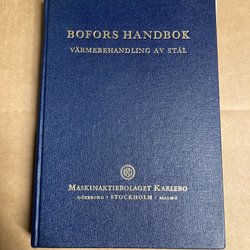 BOFORS HANDBOK
VÄRMEBEHANDLING AV STÅL
MASKINAKTIEBOLAGET KARLEBO
GÖTEBORG · STOCKHOLM · MALMÖ